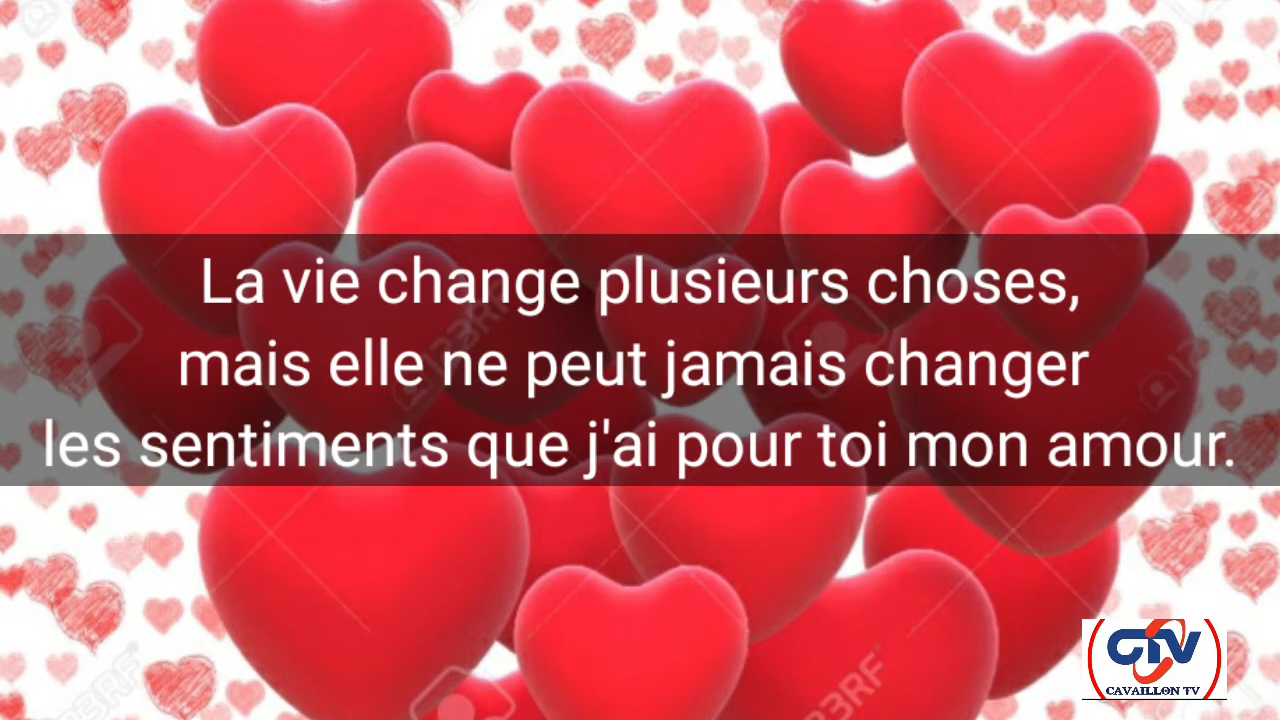 La vie change plusieurs choses,
mais elle ne peut jamais changer
les sentiments que j'ai pour toi mon amour.
CTV
CAVAILLON TV